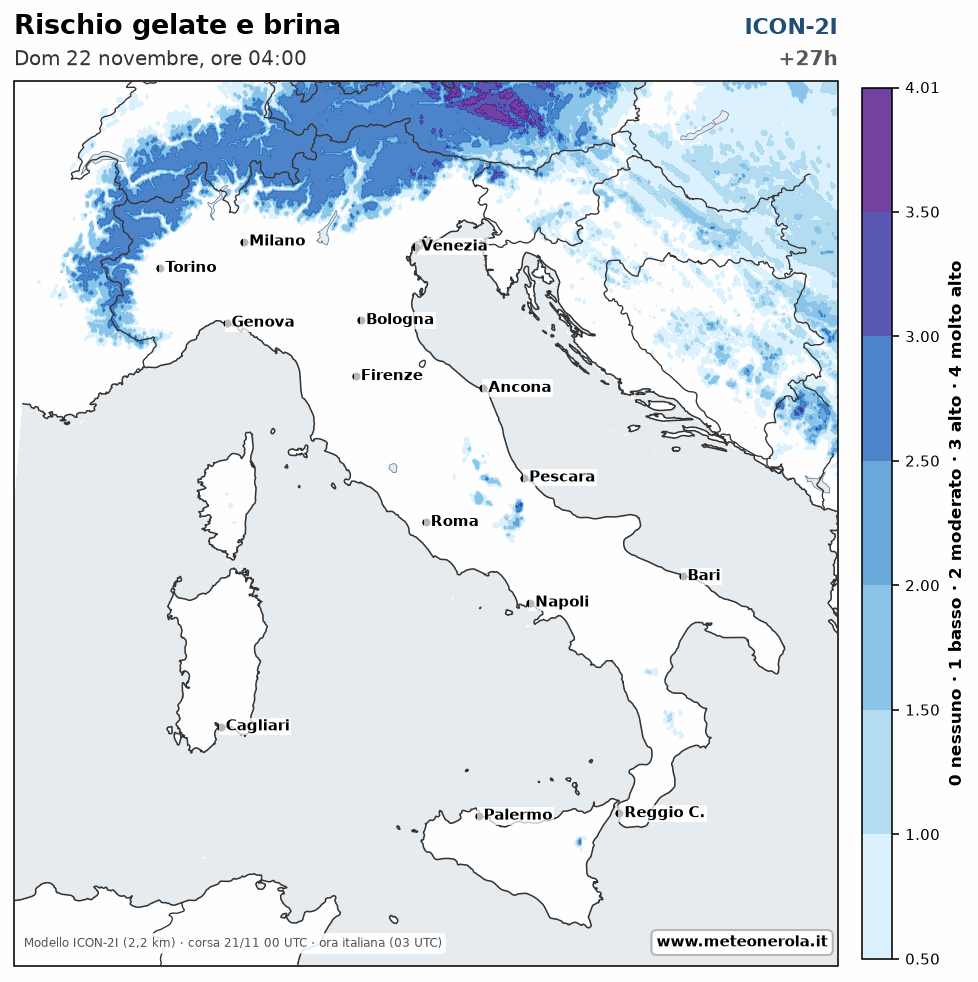 Rischio gelate e brina
ICON-2I
Dom 22 novembre, ore 04:00
+27h
4.01
3.50
3.00
2.50
2.00
1.50
1.00
0.50
0 nessuno · 1 basso · 2 moderato · 3 alto · 4 molto alto
Milano
Venezia
Torino
Genova
Bologna
Firenze
Ancona
Pescara
Roma
Bari
Napoli
Cagliari
Palermo
Reggio C.
Modello ICON-2I (2,2 km) · corsa 21/11 00 UTC · ora italiana (03 UTC)
www.meteonerola.it